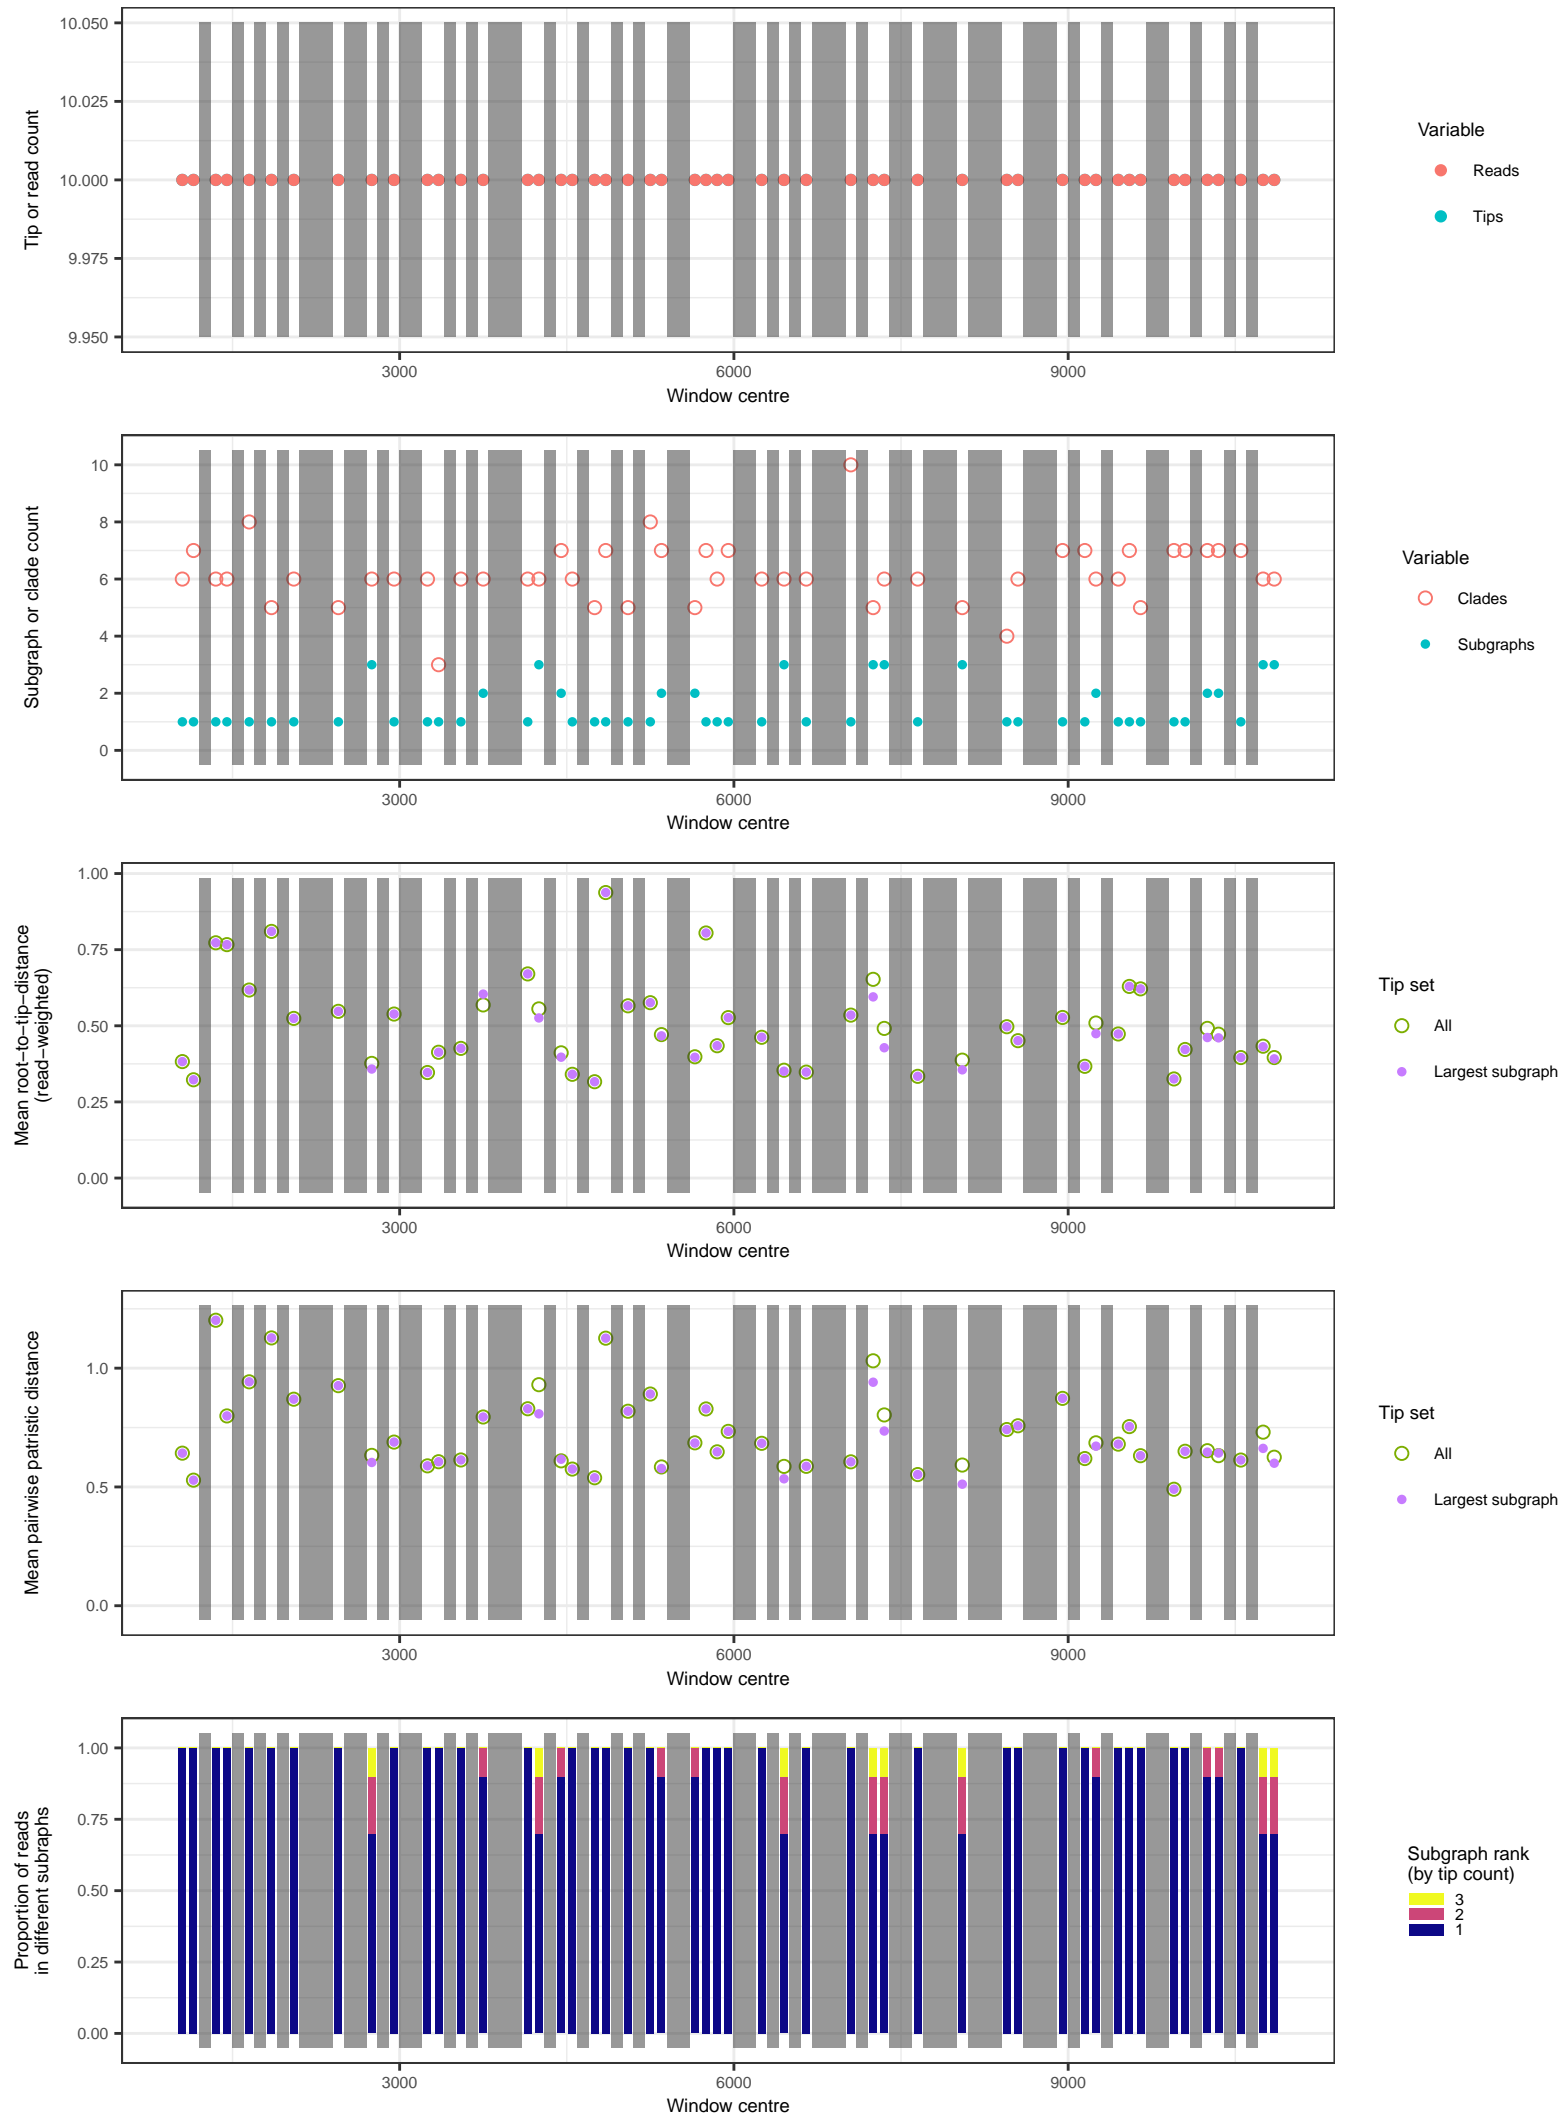 10.050
10.025
10.000
9.975
9.950
Tip or read count
3000
6000
9000
Window centre
Variable
Reads
Tips
10
8
6
4
2
0
Subgraph or clade count
3000
6000
9000
Window centre
Variable
Clades
Subgraphs
1.00
0.75
0.50
0.25
0.00
Mean root−to−tip−distance
(read−weighted)
3000
6000
9000
Window centre
Tip set
All
Largest subgraph
1.0
0.5
0.0
Mean pairwise patristic distance
3000
6000
9000
Window centre
Tip set
All
Largest subgraph
1.00
0.75
0.50
0.25
0.00
Proportion of reads
in different subraphs
3000
6000
9000
Window centre
Subgraph rank
(by tip count)
3
2
1